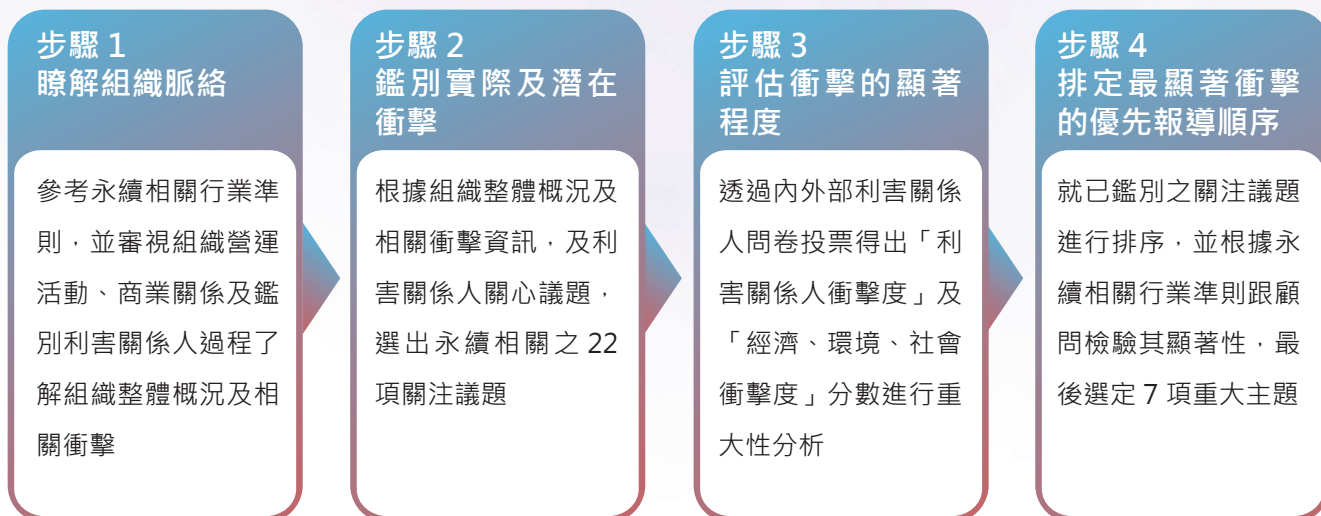 步驟 1
瞭解組織脈絡
參考永續相關行業準
則，並審視組織營運
活動、商業關係及鑑
別利害關係人過程了
解組織整體概況及相
關衝擊
步驟 2
鑑別實際及潛在
衝擊
根據組織整體概況及
相關衝擊資訊，及利
害關係人關心議題，
選出永續相關之 22
項關注議題
步驟 3
評估衝擊的顯著
程度
透過內外部利害關係
人問卷投票得出「利
害關係人衝擊度」及
「經濟、環境、社會
衝擊度」分數進行重
大性分析
步驟 4
排定最顯著衝擊
的優先報導順序
就已鑑別之關注議題
進行排序，並根據永
續相關行業準則跟顧
問檢驗其顯著性，最
後選定 7 項重大主題